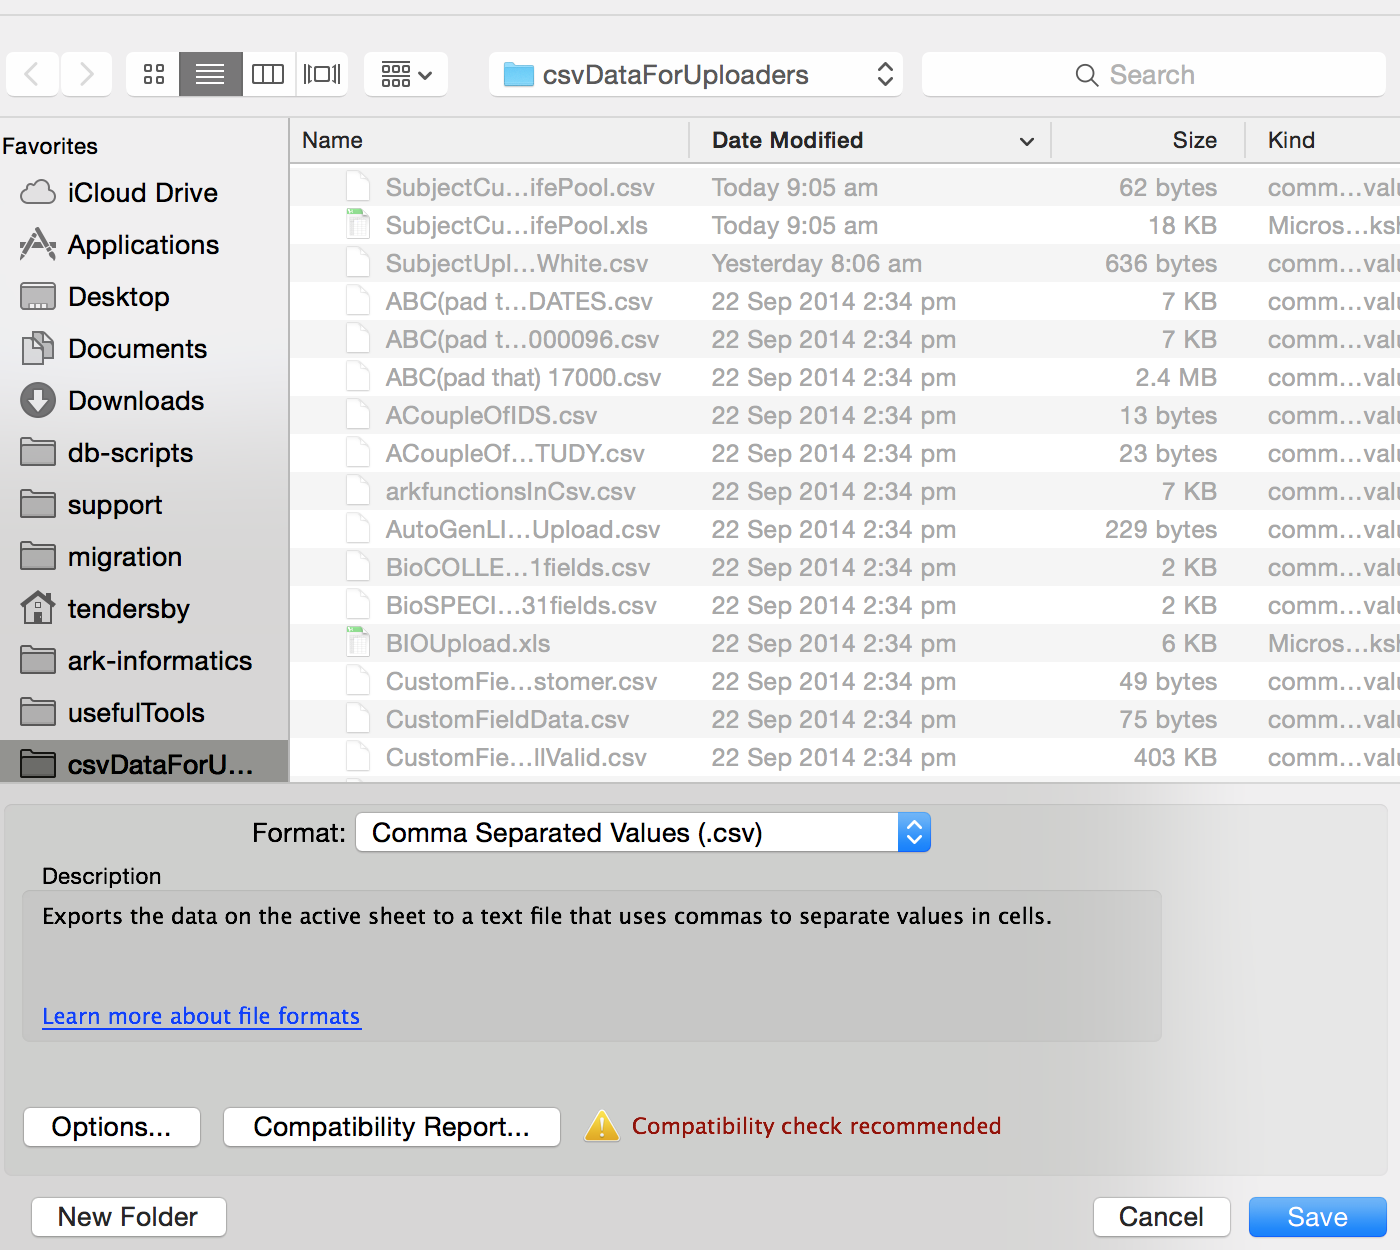 csvDataForUploaders Search
Favorites
iCloud Drive
Applications
Desktop
Documents
Downloads
db-scripts
support
migration
tendersby
ark-informatics
usefulTools
csvDataForU...
Name Date Modified Size Kind
SubjectCu...ifePool.csv Today 9:05 am 62 bytes comm...valu
SubjectCu...ifePool.xls Today 9:05 am 18 KB Micros...ksh
SubjectUpl...White.csv Yesterday 8:06 am 636 bytes comm...valu
ABC(pad t...DATES.csv 22 Sep 2014 2:34 pm 7 KB comm...valu
ABC(pad t...000096.csv 22 Sep 2014 2:34 pm 7 KB comm...valu
ABC(pad that) 17000.csv 22 Sep 2014 2:34 pm 2.4 MB comm...valu
ACoupleOfIDS.csv 22 Sep 2014 2:34 pm 13 bytes comm...valu
ACoupleOf...TUDY.csv 22 Sep 2014 2:34 pm 23 bytes comm...valu
arkfunctionsInCsv.csv 22 Sep 2014 2:34 pm 7 KB comm...valu
AutoGenLI...Upload.csv 22 Sep 2014 2:34 pm 229 bytes comm...valu
BioCOLLE...1fields.csv 22 Sep 2014 2:34 pm 2 KB comm...valu
BioSPECI...31fields.csv 22 Sep 2014 2:34 pm 2 KB comm...valu
BIOUpload.xls 22 Sep 2014 2:34 pm 6 KB Micros...ksh
CustomFie...stomer.csv 22 Sep 2014 2:34 pm 49 bytes comm...valu
CustomFieldData.csv 22 Sep 2014 2:34 pm 75 bytes comm...valu
CustomFie...llValid.csv 22 Sep 2014 2:34 pm 403 KB comm...valu
Format: Comma Separated Values (.csv)
Description
Exports the data on the active sheet to a text file that uses commas to separate values in cells.
Learn more about file formats
Options... Compatibility Report... Compatibility check recommended
New Folder Cancel Save